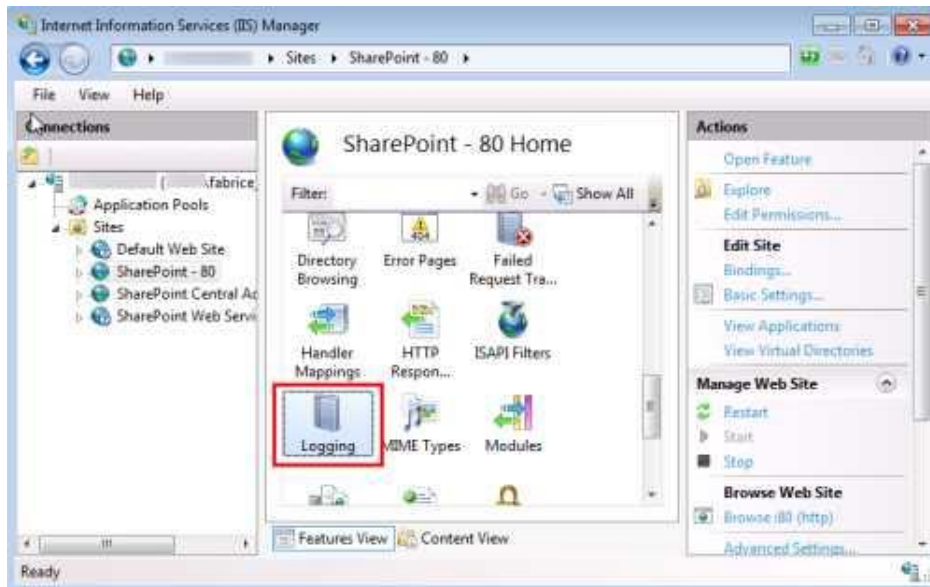 Internet Information Services (IIS) Manager
Sites SharePoint - 80
File View Help
Connections
\fabrice
Application Pools
Sites
Default Web Site
SharePoint - 80
SharePoint Central Ad
SharePoint Web Servi
SharePoint - 80 Home
Filter: Go Show All
404
Directory Browsing
Error Pages
Failed Request Tra...
Handler Mappings
HTTP Respon...
ISAPI Filters
Logging
MIME Types
Modules
Features View Content View
Actions
Open Feature
Explore
Edit Permissions...
Edit Site
Bindings...
Basic Settings...
View Applications
View Virtual Directories
Manage Web Site
Restart
Start
Stop
Browse Web Site
Browse :80 (http)
Advanced Settings...
Ready